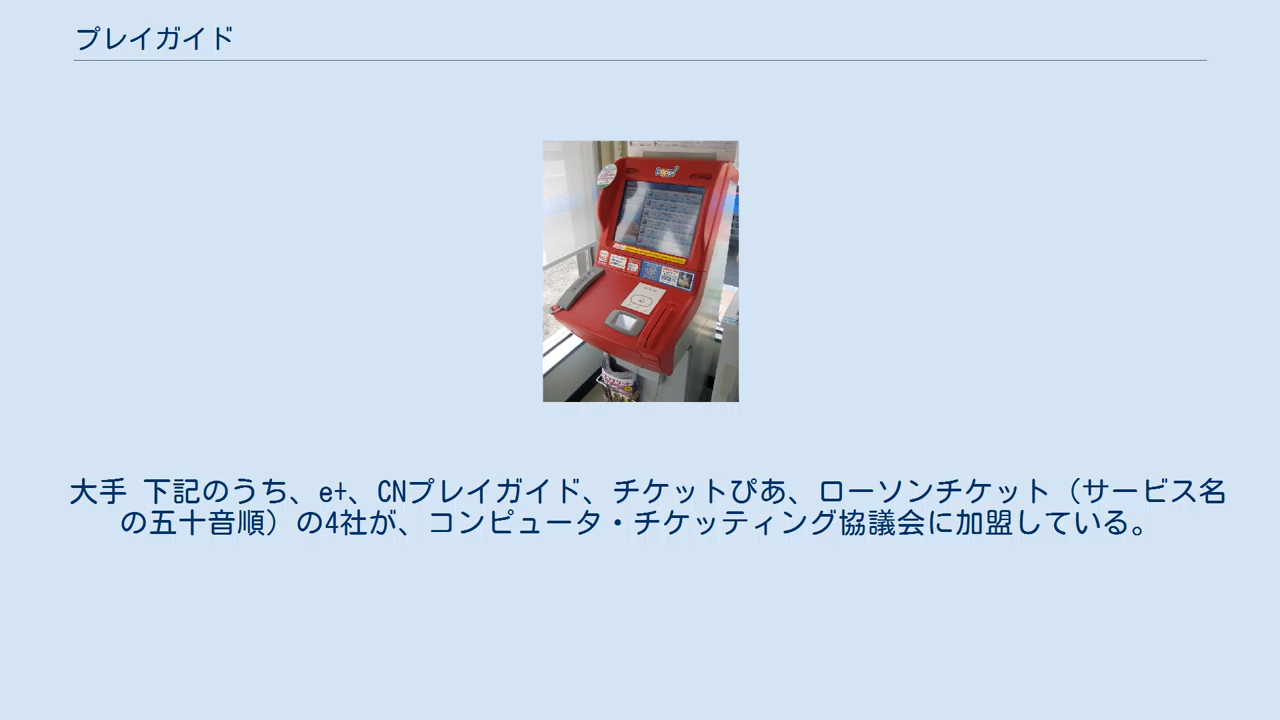 プレイガイド
大手 下記のうち、e+、CNプレイガイド、チケットぴあ、ローソンチケット（サービス名
の五十音順）の4社が、コンピュータ・チケッティング協議会に加盟している。